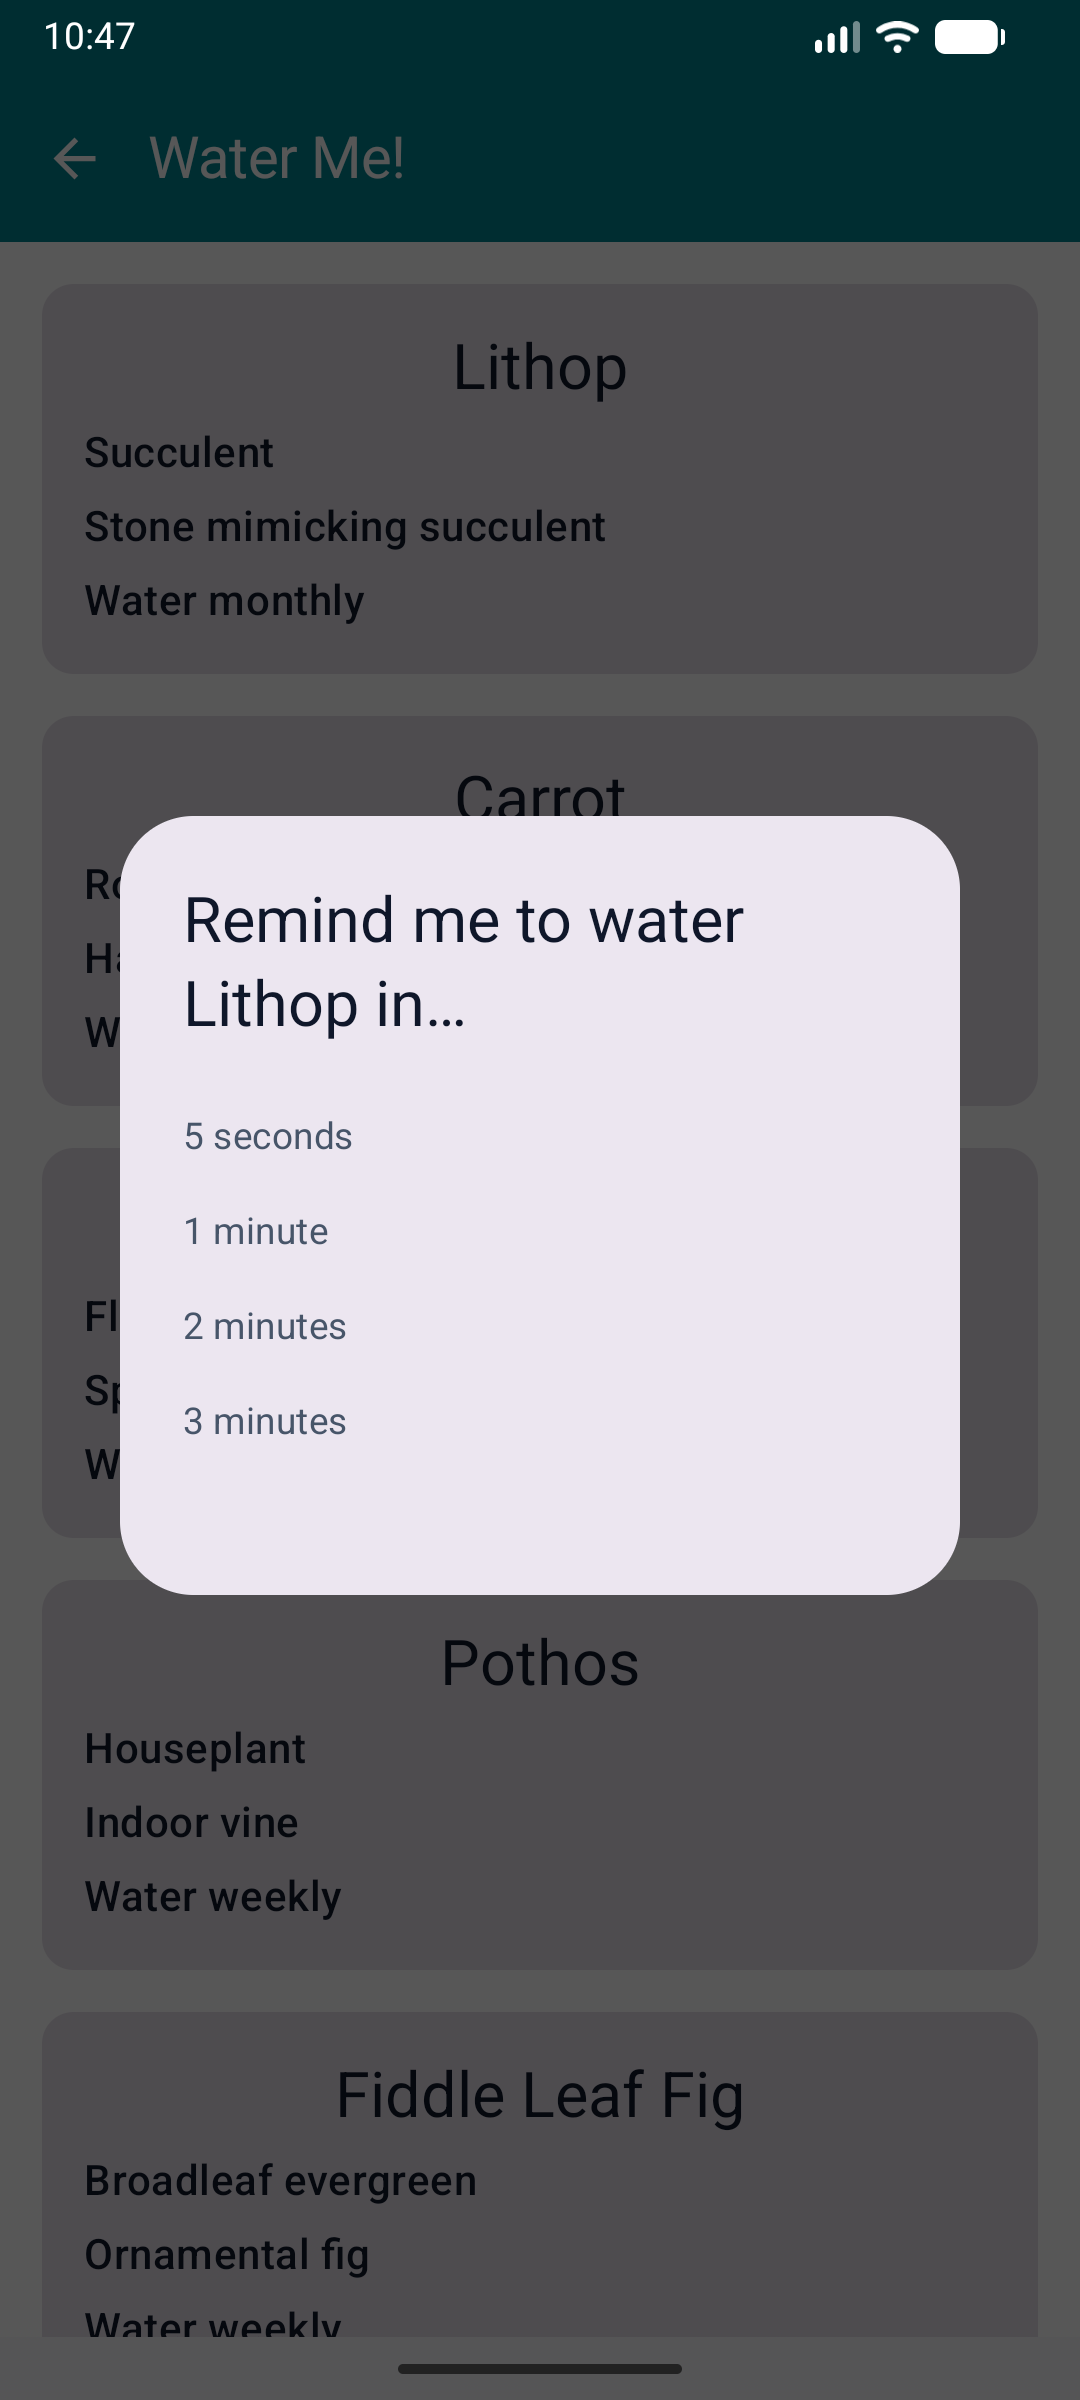 10:47
Water Me!
Lithop
Succulent
Stone mimicking succulent
Water monthly
Carrot
Remind me to water
Lithop in...
5 seconds
1 minute
2 minutes
3 minutes
Pothos
Houseplant
Indoor vine
Water weekly
Fiddle Leaf Fig
Broadleaf evergreen
Ornamental fig
Water weekly